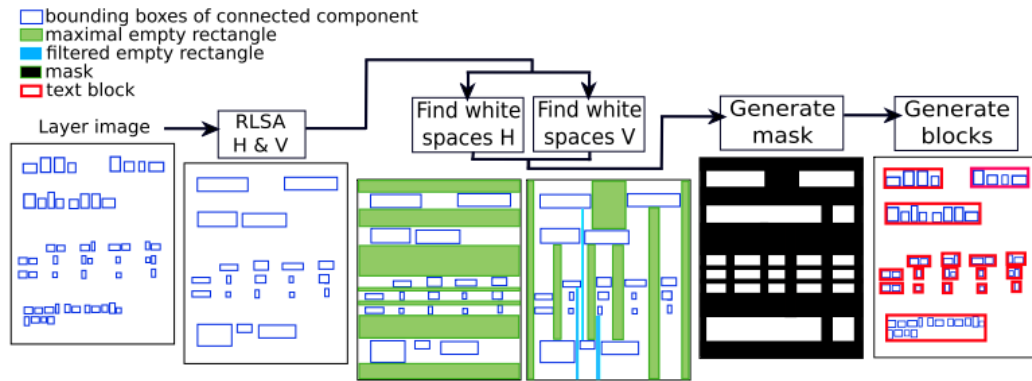 bounding boxes of connected component
maximal empty rectangle
filtered empty rectangle
mask
text block
Layer image
RLSA
H & V
Find white
spaces H
Find white
spaces V
Generate
mask
Generate
blocks